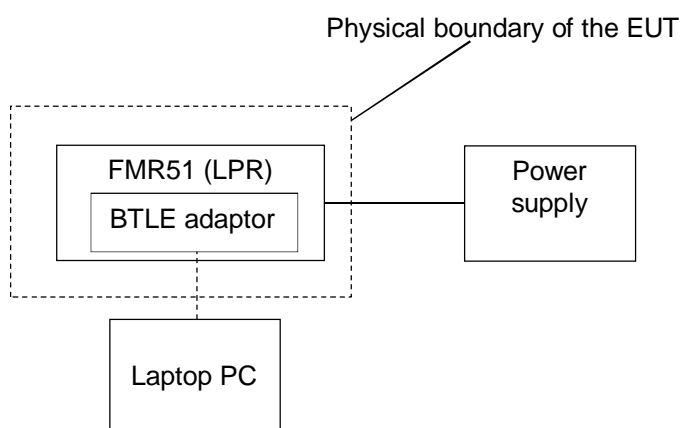 Physical boundary of the EUT
FMR51 (LPR)
BTLE adaptor
Power
supply
Laptop PC